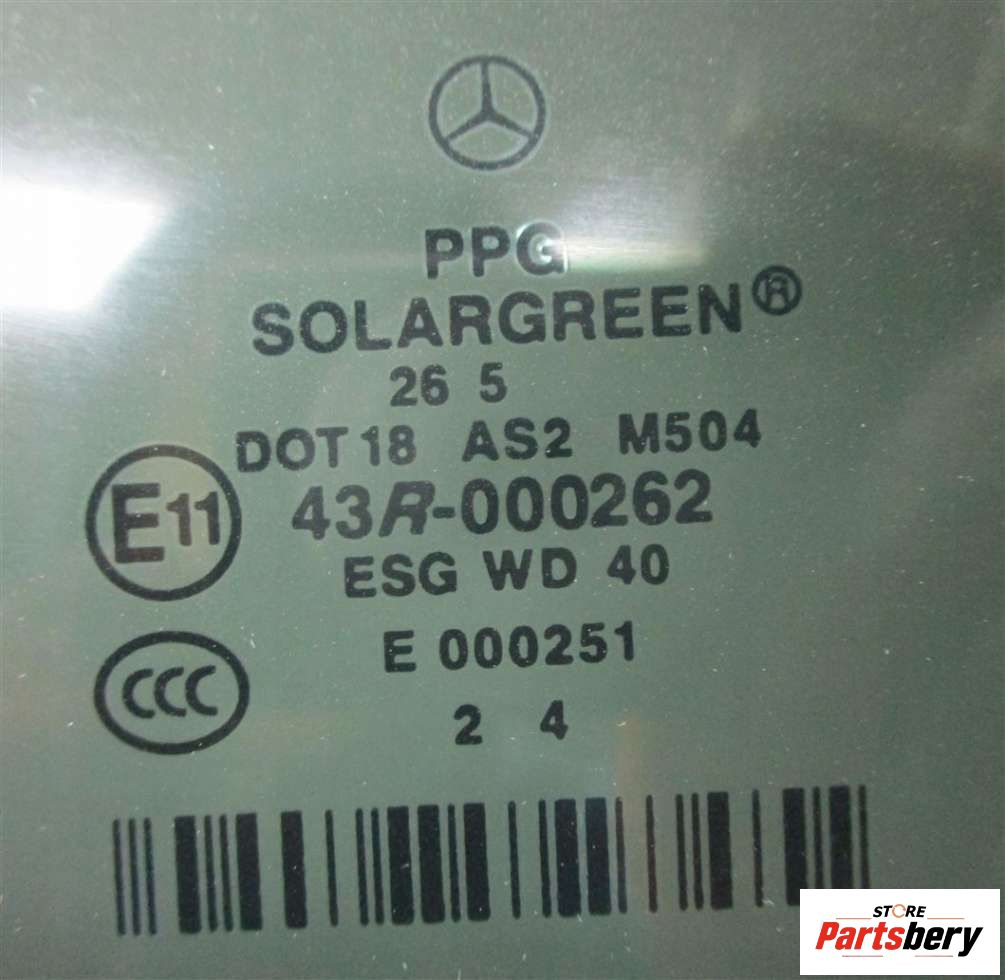 PPG
SOLARGREEN®
26 5
DOT 18 AS2 M504
E11
43R-000262
ESG WD 40
E 000251
CCC
2 4
STORE
Partsbery